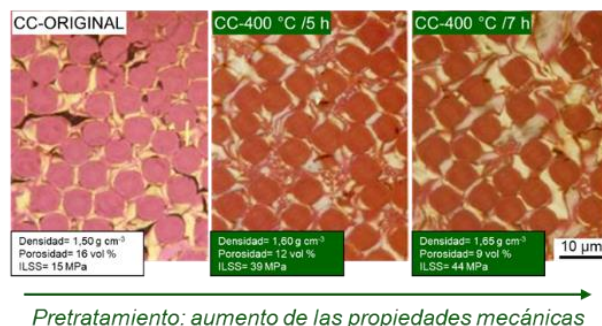 CC-ORIGINAL
CC-400 °C /5 h
CC-400 °C /7 h
Densidad= 1,50 g cm-3
Porosidad= 16 vol %
ILSS= 15 MPa
Densidad= 1,60 g cm-3
Porosidad= 12 vol %
ILSS= 39 MPa
Densidad= 1,65 g cm-3
Porosidad= 9 vol %
ILSS= 44 MPa
10 µm
Pretratamiento: aumento de las propiedades mecánicas